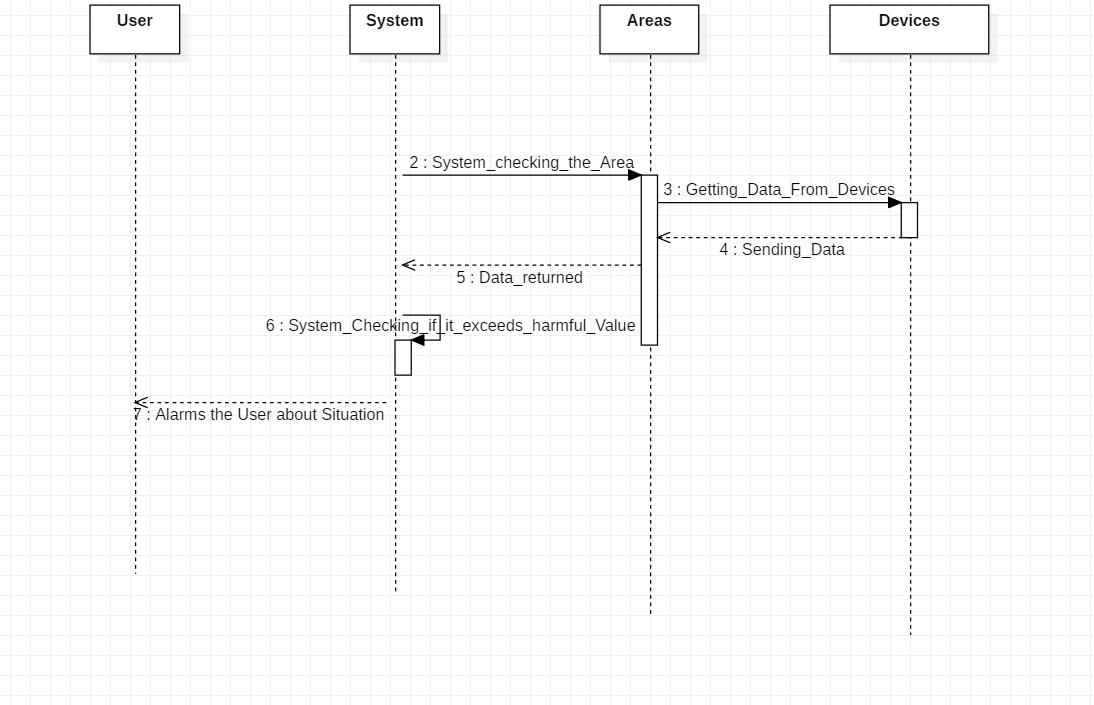 User
System
Areas
Devices
2 : System_checking_the_Area
3 : Getting_Data_From_Devices
4 : Sending_Data
5 : Data_returned
6 : System_Checking_if_it_exceeds_harmful_Value
7 : Alarms the User about Situation